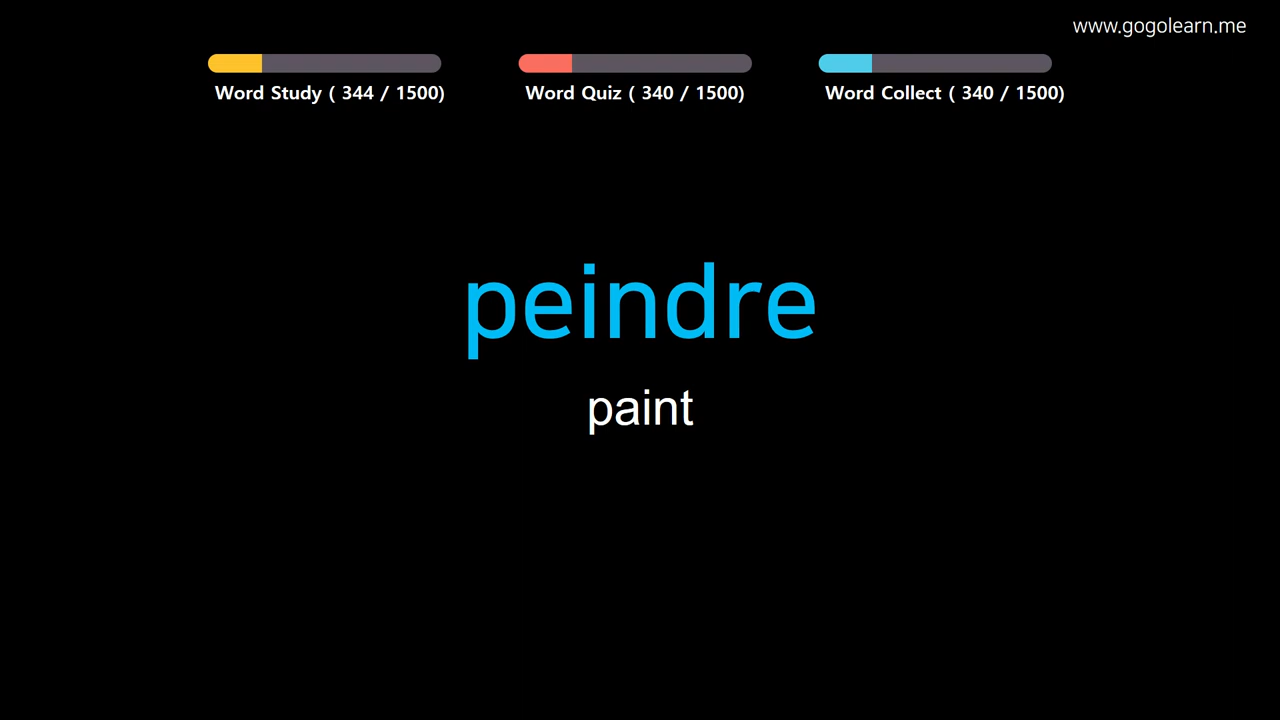 www.gogolearn.me
Word Study ( 344 / 1500)
Word Quiz ( 340 / 1500)
Word Collect ( 340 / 1500)
peindre
paint